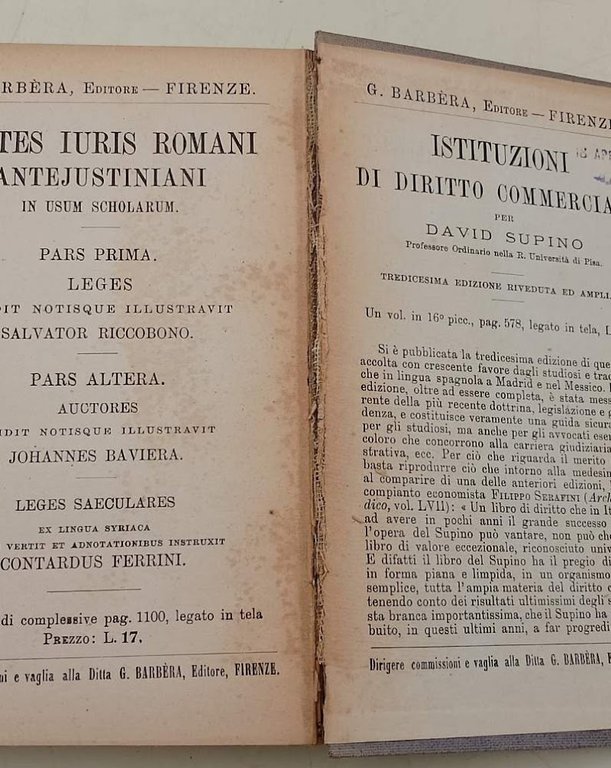 RBÈRA, EDITORE — FIRENZE.
TES IURIS ROMANI
ANTEJUSTINIANI
IN USUM SCHOLARUM.
PARS PRIMA.
LEGES
DIT NOTISQUE ILLUSTRAVIT
SALVATOR RICCOBONO.
PARS ALTERA.
AUCTORES
DIT NOTISQUE ILLUSTRAVIT
JOHANNES BAVIERA.
LEGES SAECULARES
EX LINGUA SYRIACA
VERTIT ET ADNOTATIONIBUS INSTRUXIT
CONTARDUS FERRINI.
di complessive pag. 1100, legato in tela
PREZZO: L. 17.
ni e vaglia alla Ditta G. BARBÈRA, Editore, FIRENZE.
G. BARBÈRA, EDITORE — FIRENZE
ISTITUZIONI
DI DIRITTO COMMERCIA
PER
DAVID SUPINO
Professore Ordinario nella R. Università di Pisa.
TREDICESIMA EDIZIONE RIVEDUTA ED AMPLI
Un vol. in 16º picc., pag. 578, legato in tela, L
Si è pubblicata la tredicesima edizione di que
accolta con crescente favore dagli studiosi e trad
che in lingua spagnola a Madrid e nel Messico.
edizione, oltre ad essere completa, è stata mess
rente della più recente dottrina, legislazione e g
denza, e costituisce veramente una guida sicura
per gli studiosi, ma anche per gli avvocati eser
coloro che concorrono alla carriera giudiziaria
strativa, ecc. Per ciò che riguarda il merito
basta riprodurre ciò che intorno alla medesim
al comparire di una delle anteriori edizioni,
compianto economista FILIPPO SERAFINI (Arch
dico, vol. LVII): « Un libro di diritto che in It
ad avere in pochi anni il grande successo
l'opera del Supino può vantare, non può che
libro di valore eccezionale, riconosciuto univ
E difatti il libro del Supino ha il pregio di
in forma piana e limpida, in un organismo
semplice, tutta l'ampia materia del diritto c
tenendo conto dei risultati ultimissimi degli s
sta branca importantissima, che il Supino ha
buito, in questi ultimi anni, a far progredi
Dirigere commissioni e vaglia alla Ditta G. BARBÈRA, F